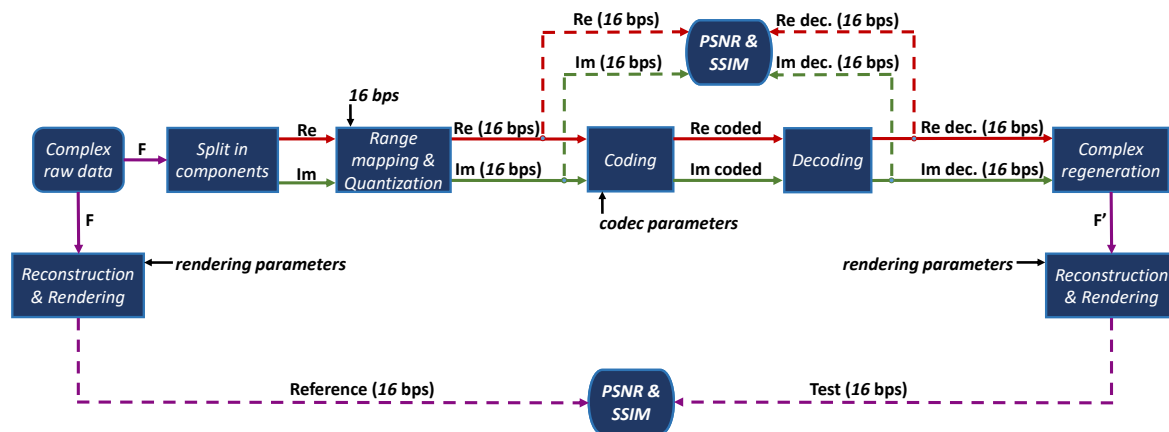 Re (16 bps)
PSNR &
SSIM
Re dec. (16 bps)
Im (16 bps)
Im dec. (16 bps)
16 bps
Complex
raw data
F
Split in
components
Re
Im
Range
mapping &
Quantization
Re (16 bps)
Im (16 bps)
Coding
Re coded
Im coded
Decoding
Re dec. (16 bps)
Im dec. (16 bps)
Complex
regeneration
codec parameters
F
F’
Reconstruction
& Rendering
rendering parameters
rendering parameters
Reconstruction
& Rendering
Reference (16 bps)
PSNR &
SSIM
Test (16 bps)